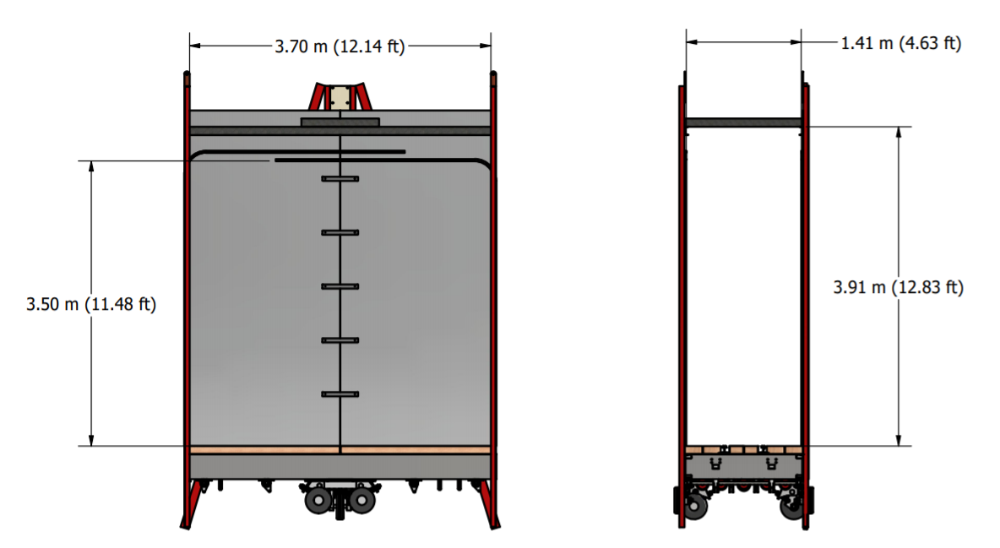 3.70 m (12.14 ft)
1.41 m (4.63 ft)
3.50 m (11.48 ft)
3.91 m (12.83 ft)